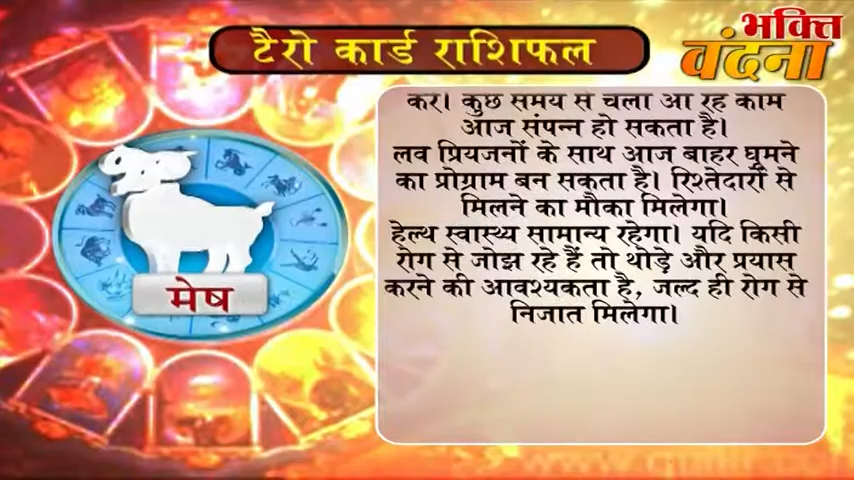 टैरो कार्ड राशिफल
भक्ति
वंदना
कर। कुछ समय से चला आ रह काम
आज संपन्न हो सकता है।
लव प्रियजनों के साथ आज बाहर घूमने
का प्रोग्राम बन सकता है। रिश्तेदारों से
मिलने का मौका मिलेगा।
हेल्थ स्वास्थ्य सामान्य रहेगा। यदि किसी
रोग से जोझ रहे हैं तो थोड़े और प्रयास
करने की आवश्यकता है, जल्द ही रोग से
निजात मिलेगा।
मेष